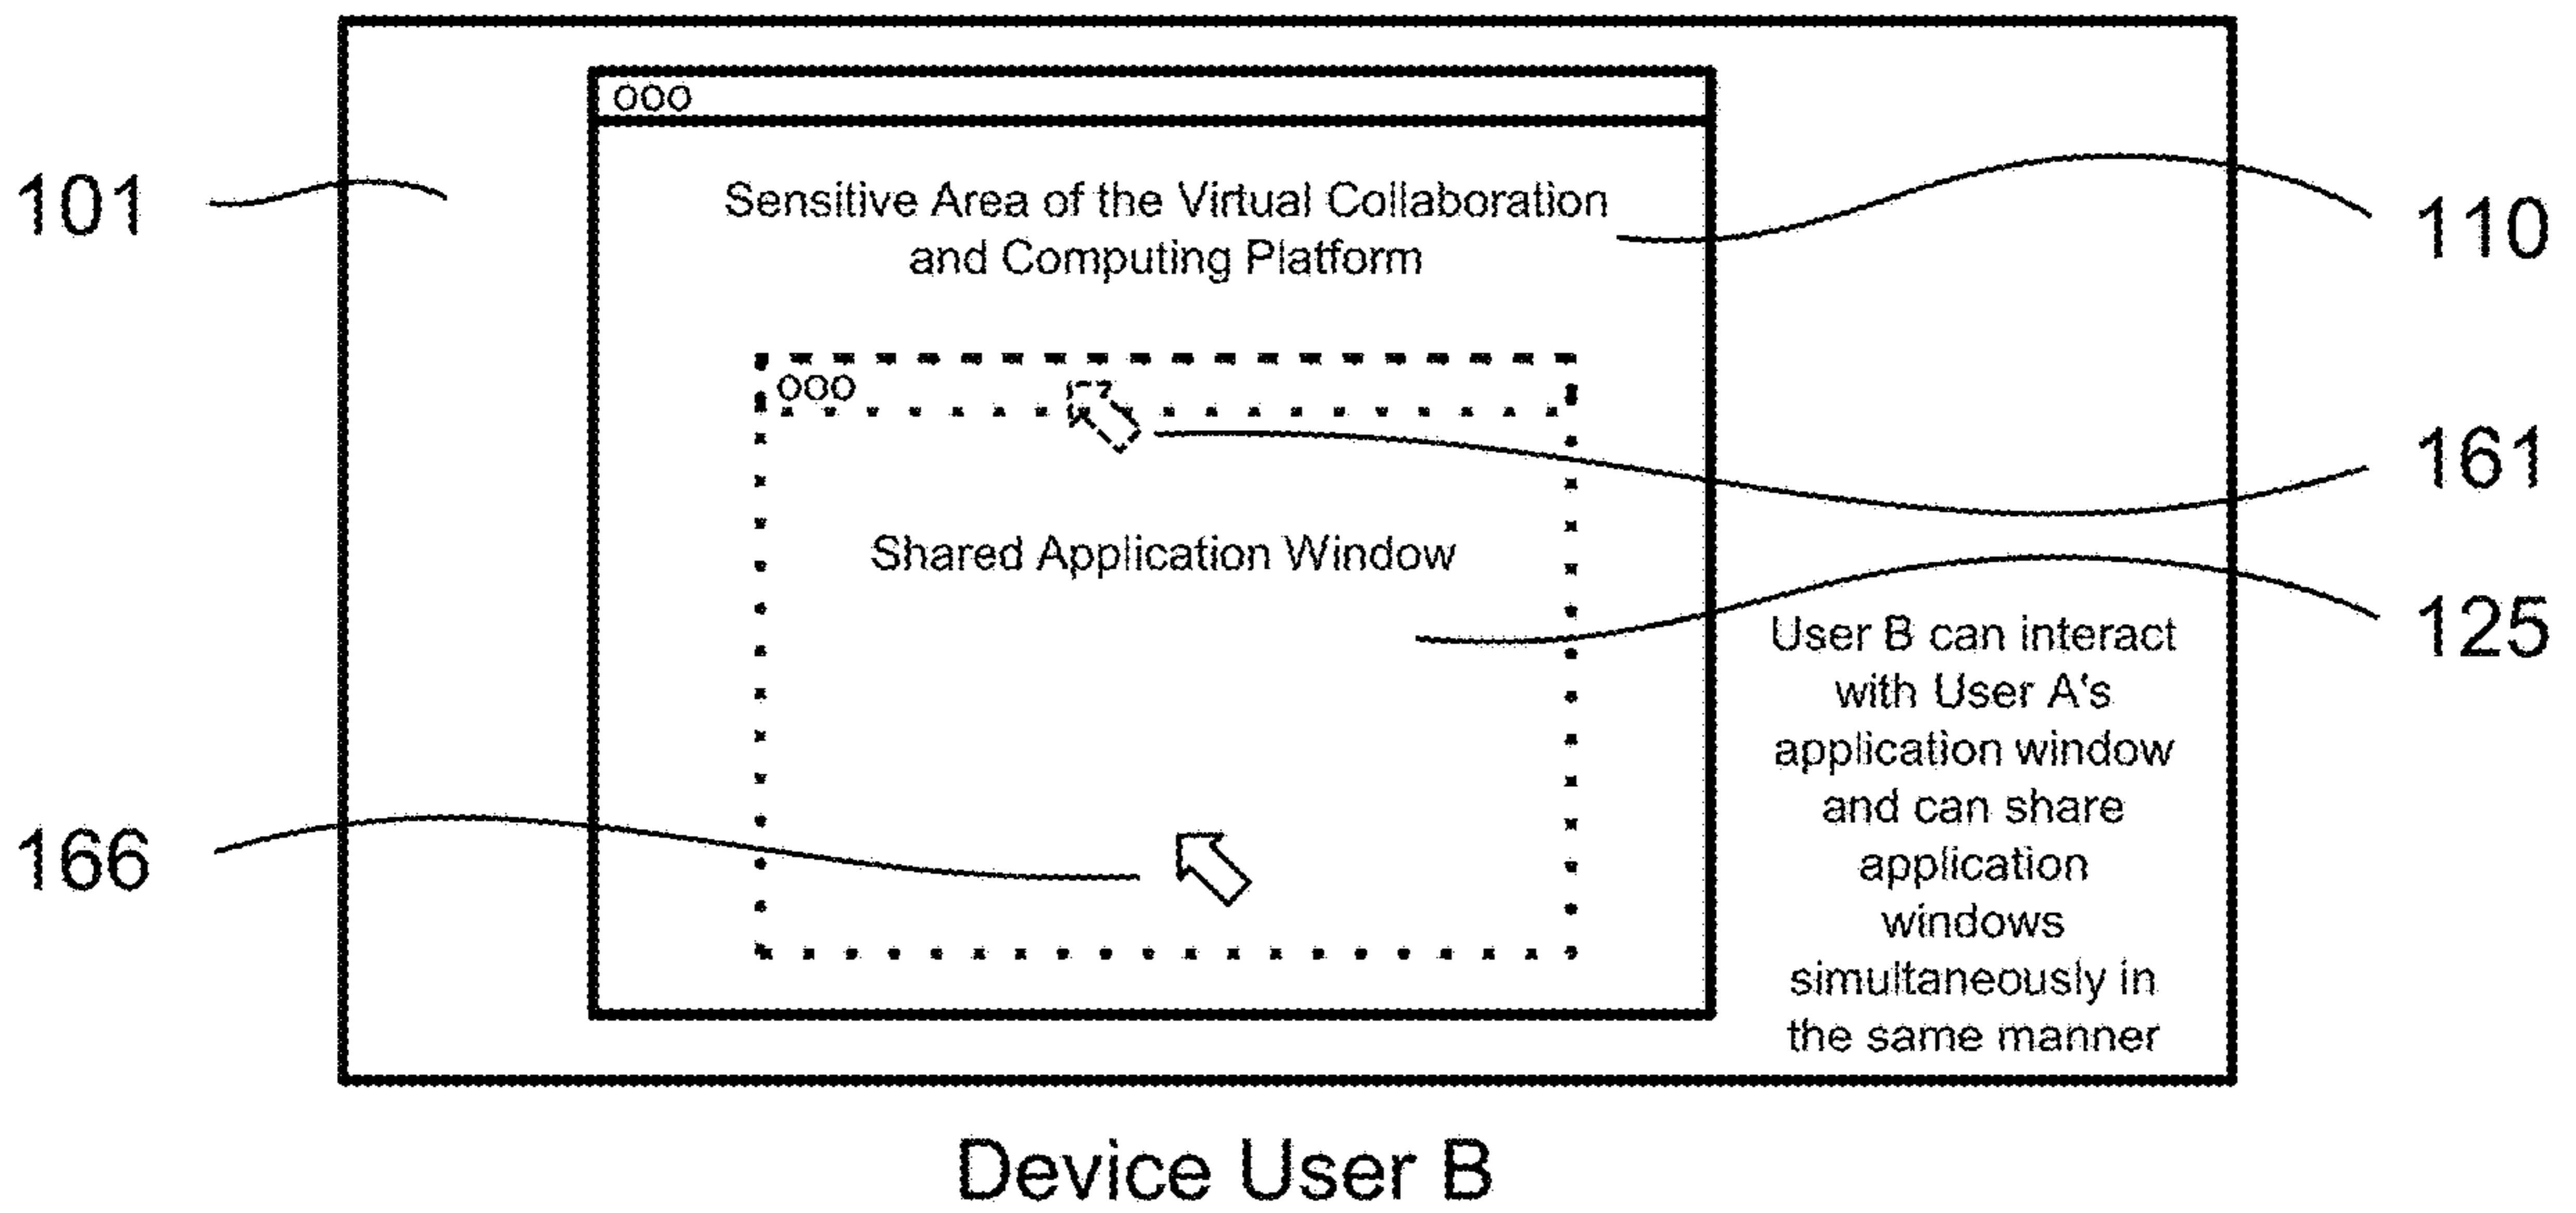 ooo
Sensitive Area of the Virtual Collaboration
and Computing Platform
101
110
ooo
161
Shared Application Window
125
User B can interact
with User A's
application window
and can share
application
windows
simultaneously in
the same manner
166
Device User B